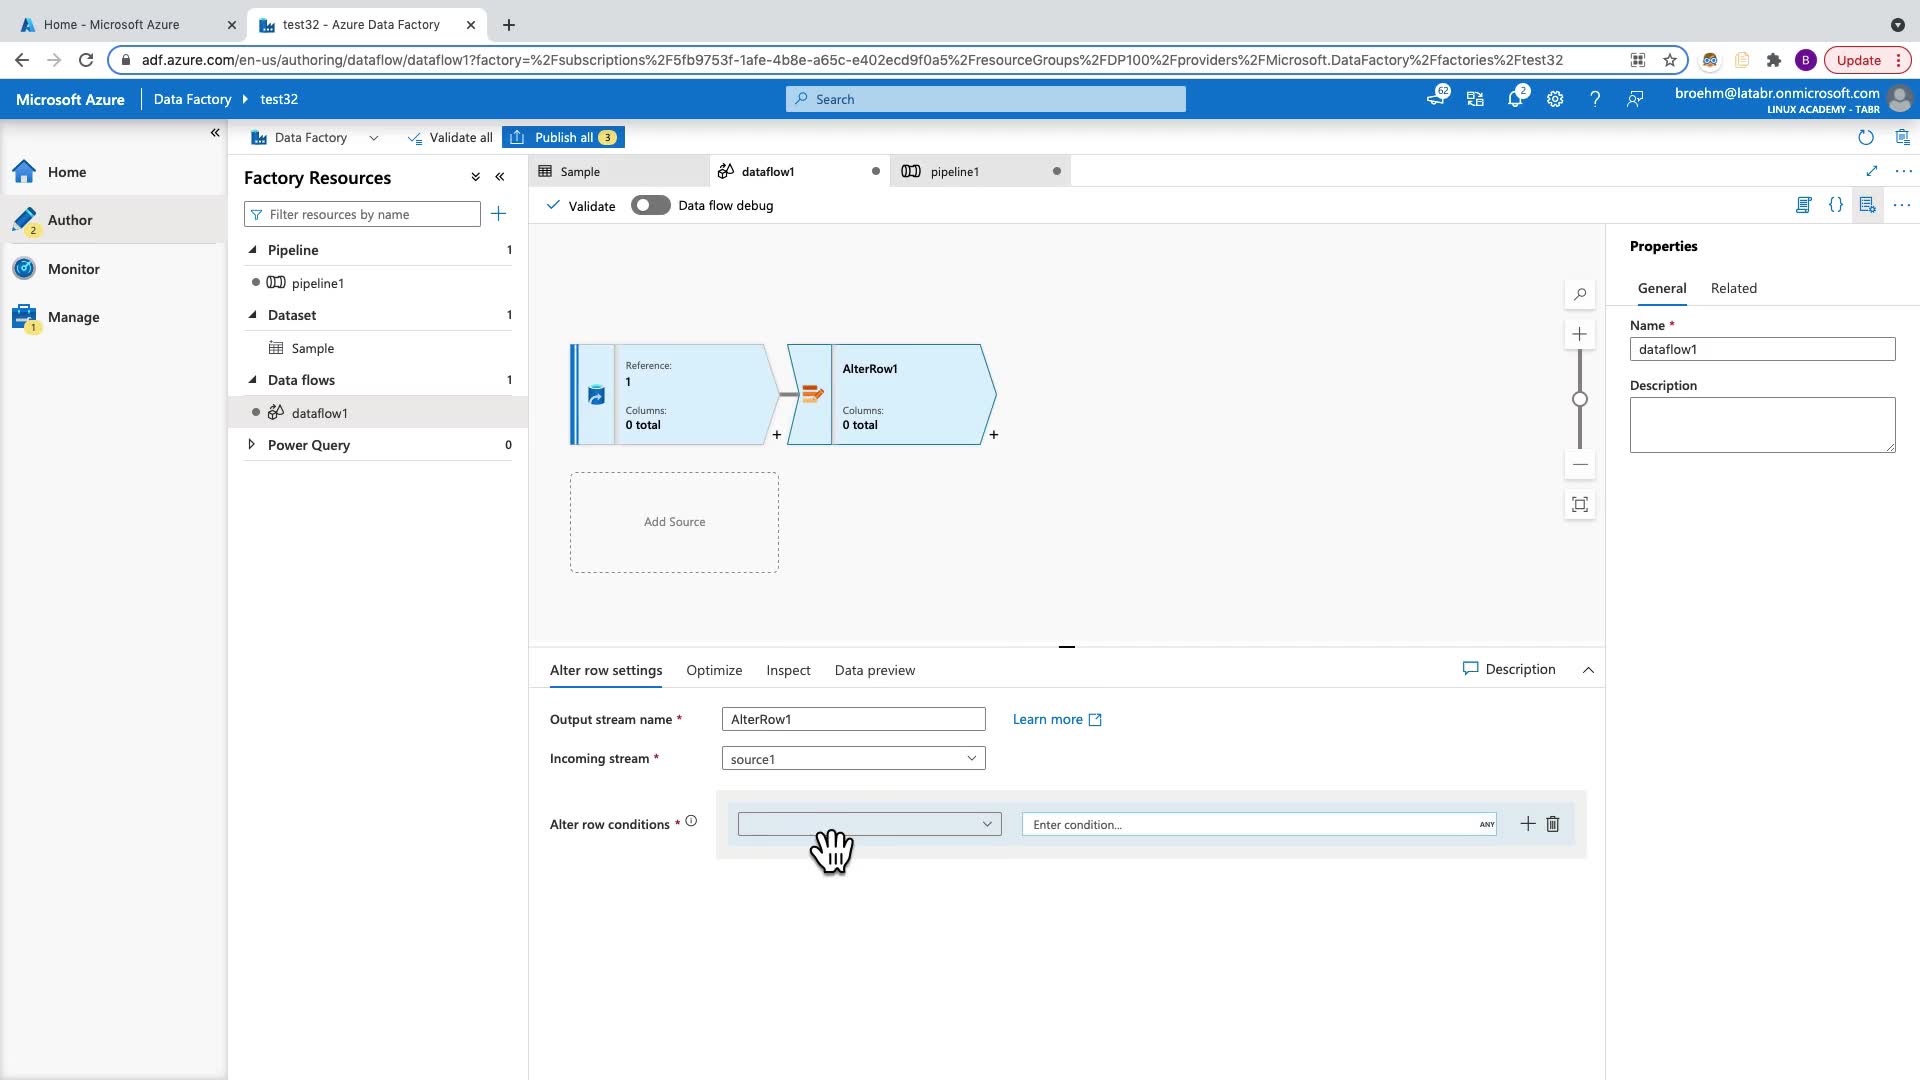 Home - Microsoft Azure
test32 - Azure Data Factory
adf.azure.com/en-us/authoring/dataflow/dataflow1?factory=%2Fsubscriptions%2F5fb9753f-1afe-4b8e-a65c-e402ecd9f0a5%2FresourceGroups%2FDP100%2Fproviders%2FMicrosoft.DataFactory%2Ffactories%2Ftest32
B
Update
Microsoft Azure
Data Factory
test32
Search
62
2
broehm@latabr.onmicrosoft.com
LINUX ACADEMY - TABR
Home
Author
2
Monitor
Manage
1
Data Factory
Validate all
Publish all 3
Factory Resources
Filter resources by name
Pipeline 1
pipeline1
Dataset 1
Sample
Data flows 1
dataflow1
Power Query 0
Sample
dataflow1
pipeline1
Validate
Data flow debug
Reference:
1
Columns:
0 total
AlterRow1
Columns:
0 total
Add Source
Properties
General
Related
Name *
dataflow1
Description
Alter row settings
Optimize
Inspect
Data preview
Description
Output stream name *
AlterRow1
Learn more
Incoming stream *
source1
Alter row conditions *
Enter condition...
ANY